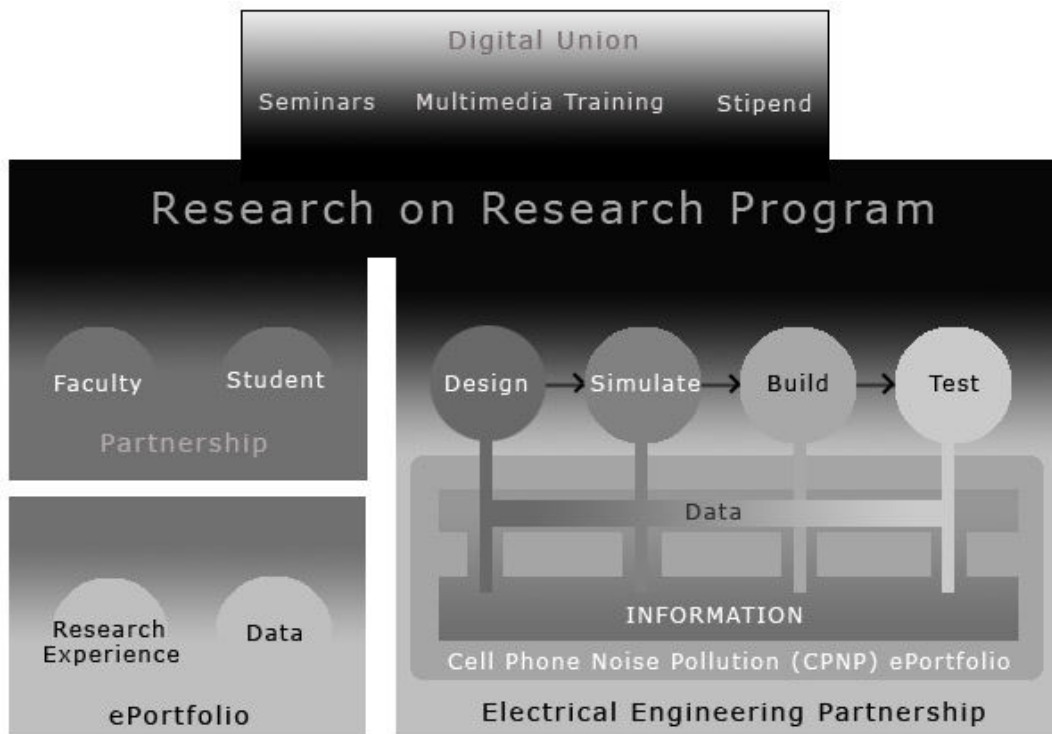 Digital Union
Seminars Multimedia Training Stipend
Research on Research Program
Faculty Student
Partnership
Design Simulate Build Test
Data
INFORMATION
Cell Phone Noise Pollution (CPNP) ePortfolio
Electrical Engineering Partnership
Research
Experience
Data
ePortfolio